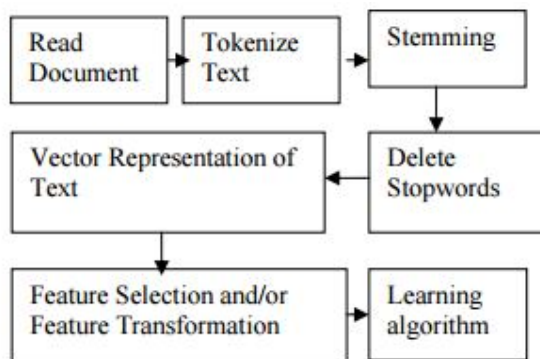 Read
Document
Tokenize
Text
Stemming
Delete
Stopwords
Vector Representation of
Text
Feature Selection and/or
Feature Transformation
Learning
algorithm